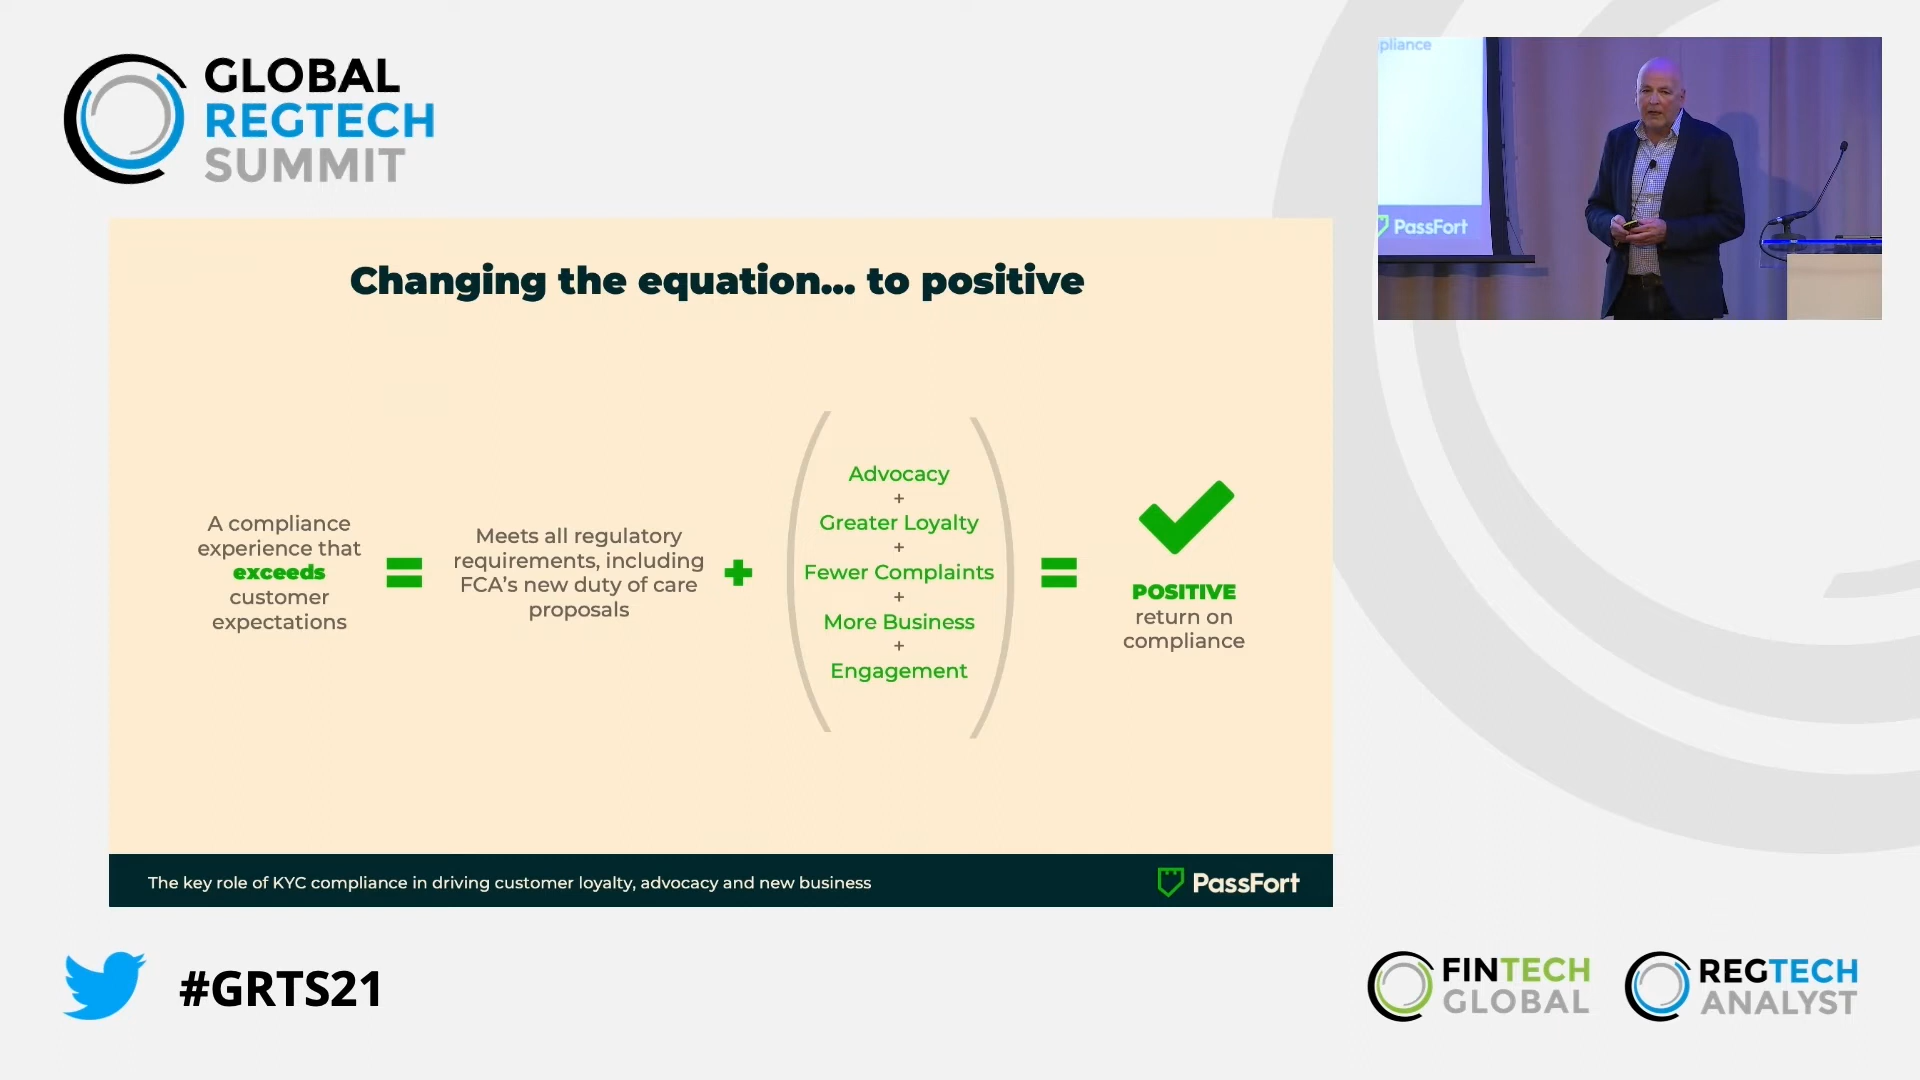 GLOBAL
REGTECH
SUMMIT
pliance
PassFort
Changing the equation... to positive
A compliance
experience that
exceeds
customer
expectations
=
Meets all regulatory
requirements, including
FCA's new duty of care
proposals
+
Advocacy
+
Greater Loyalty
+
Fewer Complaints
+
More Business
+
Engagement
=
POSITIVE
return on
compliance
The key role of KYC compliance in driving customer loyalty, advocacy and new business
PassFort
#GRTS21
FINTECH
GLOBAL
REGTECH
ANALYST